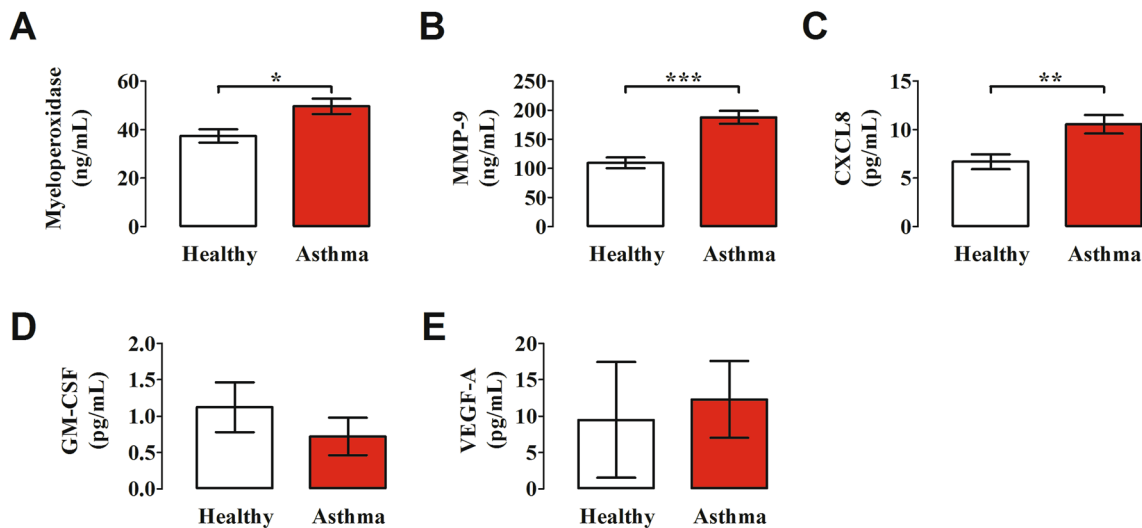 A
Myeloperoxidase
(ng/mL)
60
40
20
0
*
Healthy Asthma
B
MMP-9
(ng/mL)
250
200
150
100
50
0
***
Healthy Asthma
C
CXCL8
(pg/mL)
15
10
5
0
**
Healthy Asthma
D
GM-CSF
(pg/mL)
2.0
1.5
1.0
0.5
0.0
Healthy Asthma
E
VEGF-A
(pg/mL)
20
15
10
5
0
Healthy Asthma